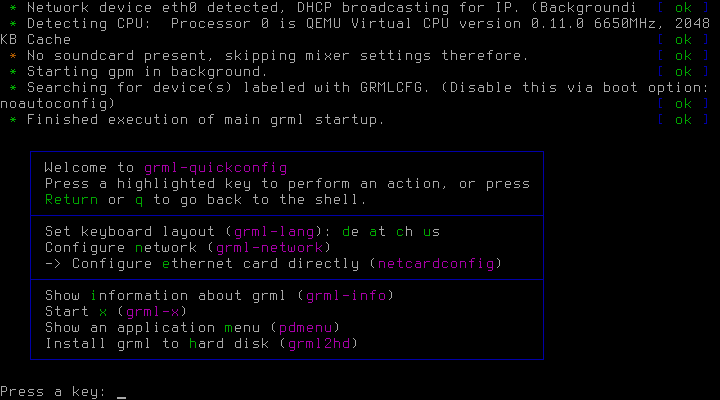 * Network device eth0 detected, DHCP broadcasting for IP. (Backgroundi [ ok ]
* Detecting CPU:  Processor 0 is QEMU Virtual CPU version 0.11.0 6650MHz, 2048
KB Cache [ ok ]
* No soundcard present, skipping mixer settings therefore. [ ok ]
* Starting gpm in background. [ ok ]
* Searching for device(s) labeled with GRMLCFG. (Disable this via boot option:
noautoconfig) [ ok ]
* Finished execution of main grml startup. [ ok ]
Welcome to grml-quickconfig
Press a highlighted key to perform an action, or press
Return or q to go back to the shell.
Set keyboard layout (grml-lang): de at ch us
Configure network (grml-network)
-> Configure ethernet card directly (netcardconfig)
Show information about grml (grml-info)
Start x (grml-x)
Show an application menu (pdmenu)
Install grml to hard disk (grml2hd)
Press a key: _